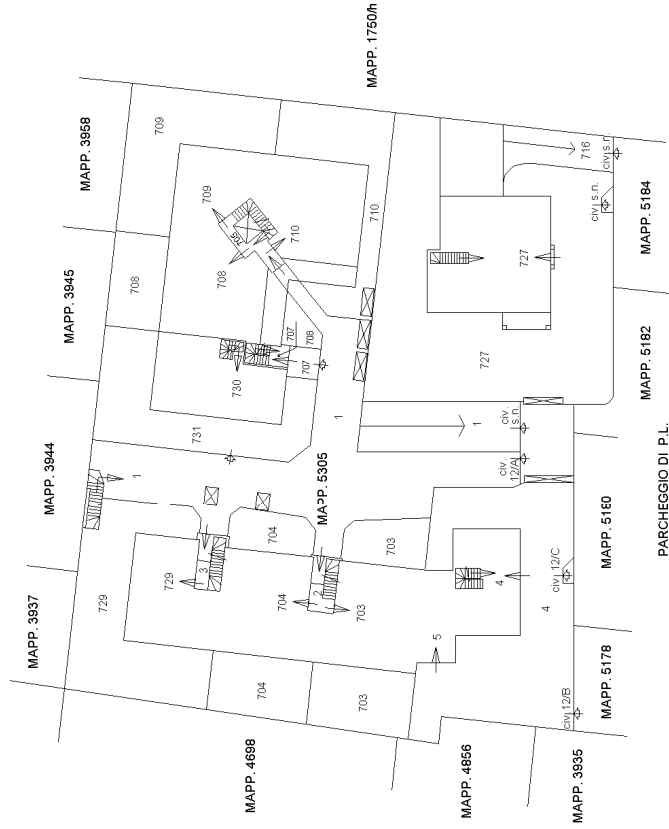 MAPP. 3937
MAPP. 3944
MAPP. 3945
MAPP. 3958
MAPP. 1750/h
729
1
731
708
709
729
3
730
708
709
706
710
710
707
708
707
704
704
2
MAPP. 5305
1
703
703
704
703
5
4
4
1
civ. 12/A
civ. s.n.
727
727
716
civ. s.n.
civ. s.n.
civ. 12/B
civ. 12/C
MAPP. 4698
MAPP. 4856
MAPP. 3935
MAPP. 5178
MAPP. 5180
MAPP. 5182
MAPP. 5184
PARCHEGGIO DI P.L.